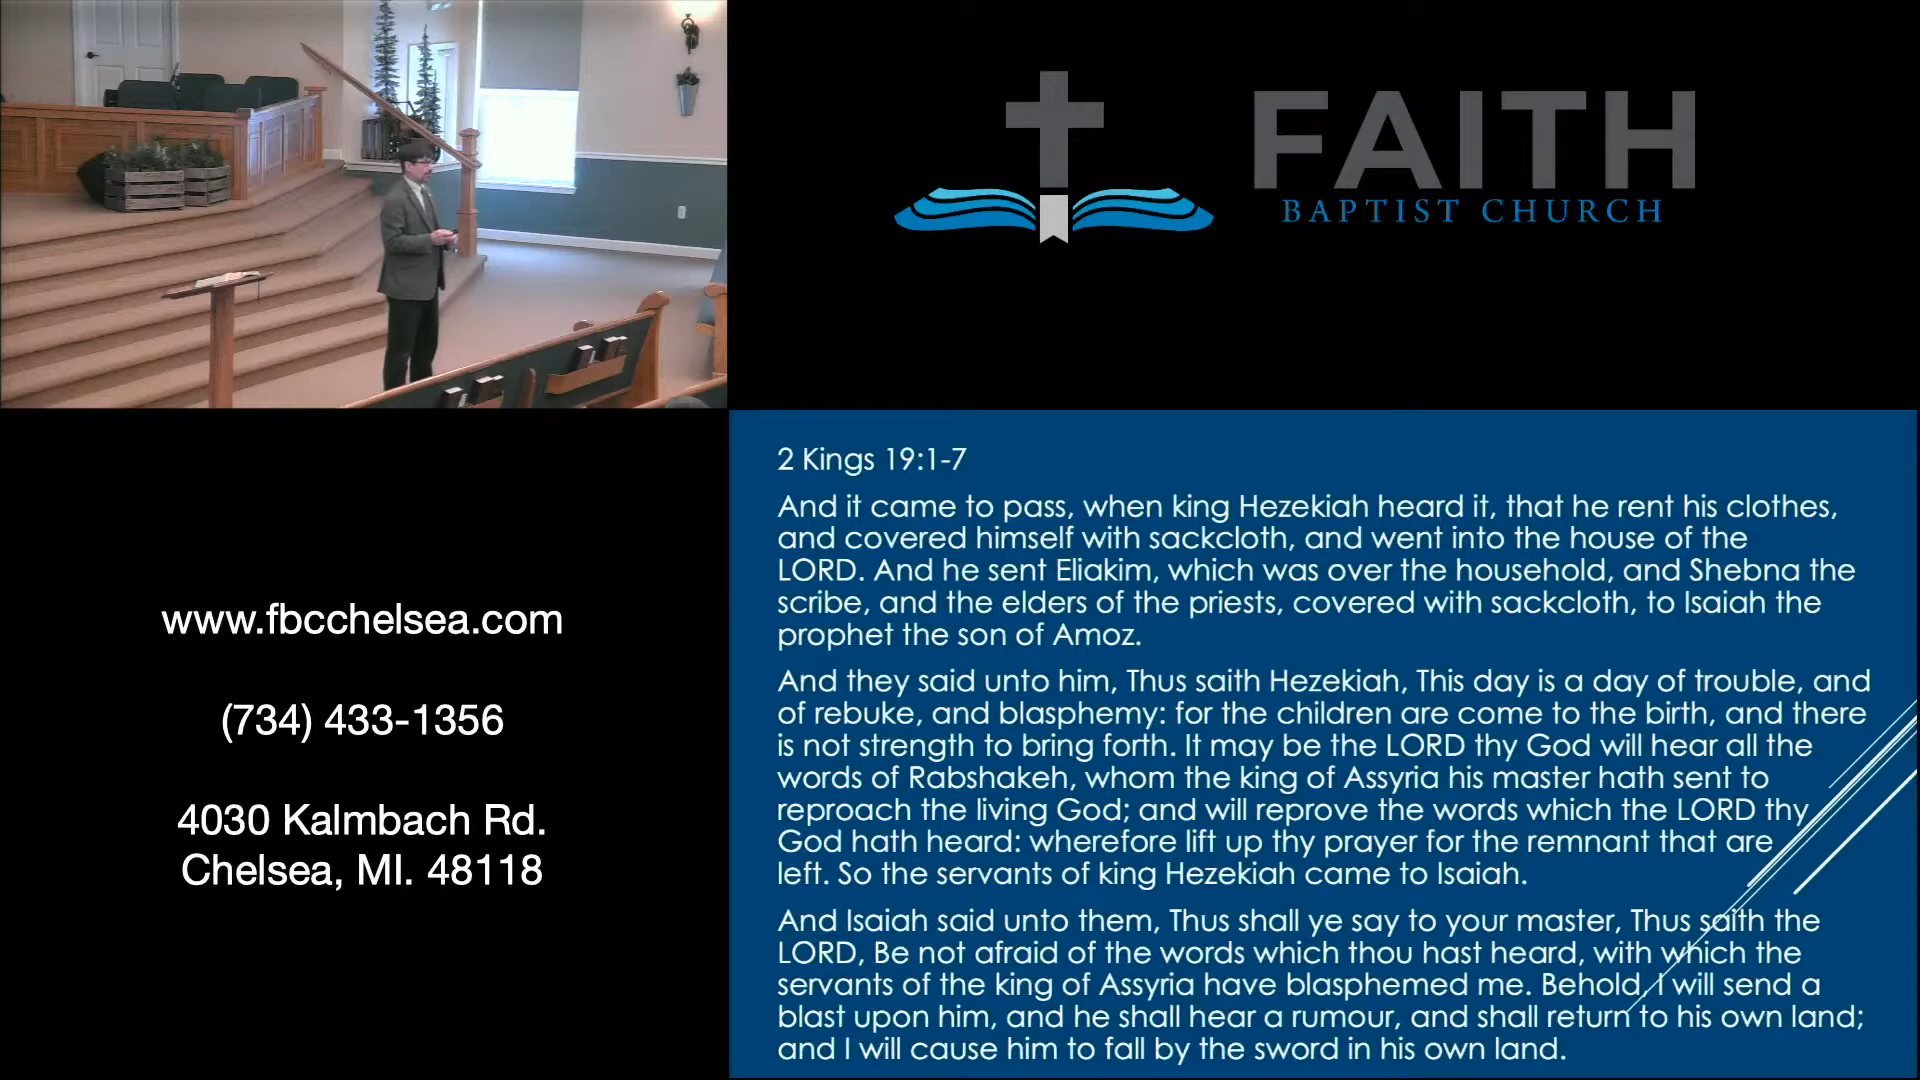 FAITH
BAPTIST CHURCH
www.fbcchelsea.com
(734) 433-1356
4030 Kalmbach Rd.
Chelsea, MI. 48118
2 Kings 19:1-7
And it came to pass, when king Hezekiah heard it, that he rent his clothes,
and covered himself with sackcloth, and went into the house of the
LORD. And he sent Eliakim, which was over the household, and Shebna the
scribe, and the elders of the priests, covered with sackcloth, to Isaiah the
prophet the son of Amoz.
And they said unto him, Thus saith Hezekiah, This day is a day of trouble, and
of rebuke, and blasphemy: for the children are come to the birth, and there
is not strength to bring forth. It may be the LORD thy God will hear all the
words of Rabshakeh, whom the king of Assyria his master hath sent to
reproach the living God; and will reprove the words which the LORD thy
God hath heard: wherefore lift up thy prayer for the remnant that are
left. So the servants of king Hezekiah came to Isaiah.
And Isaiah said unto them, Thus shall ye say to your master, Thus saith the
LORD, Be not afraid of the words which thou hast heard, with which the
servants of the king of Assyria have blasphemed me. Behold, I will send a
blast upon him, and he shall hear a rumour, and shall return to his own land;
and I will cause him to fall by the sword in his own land.